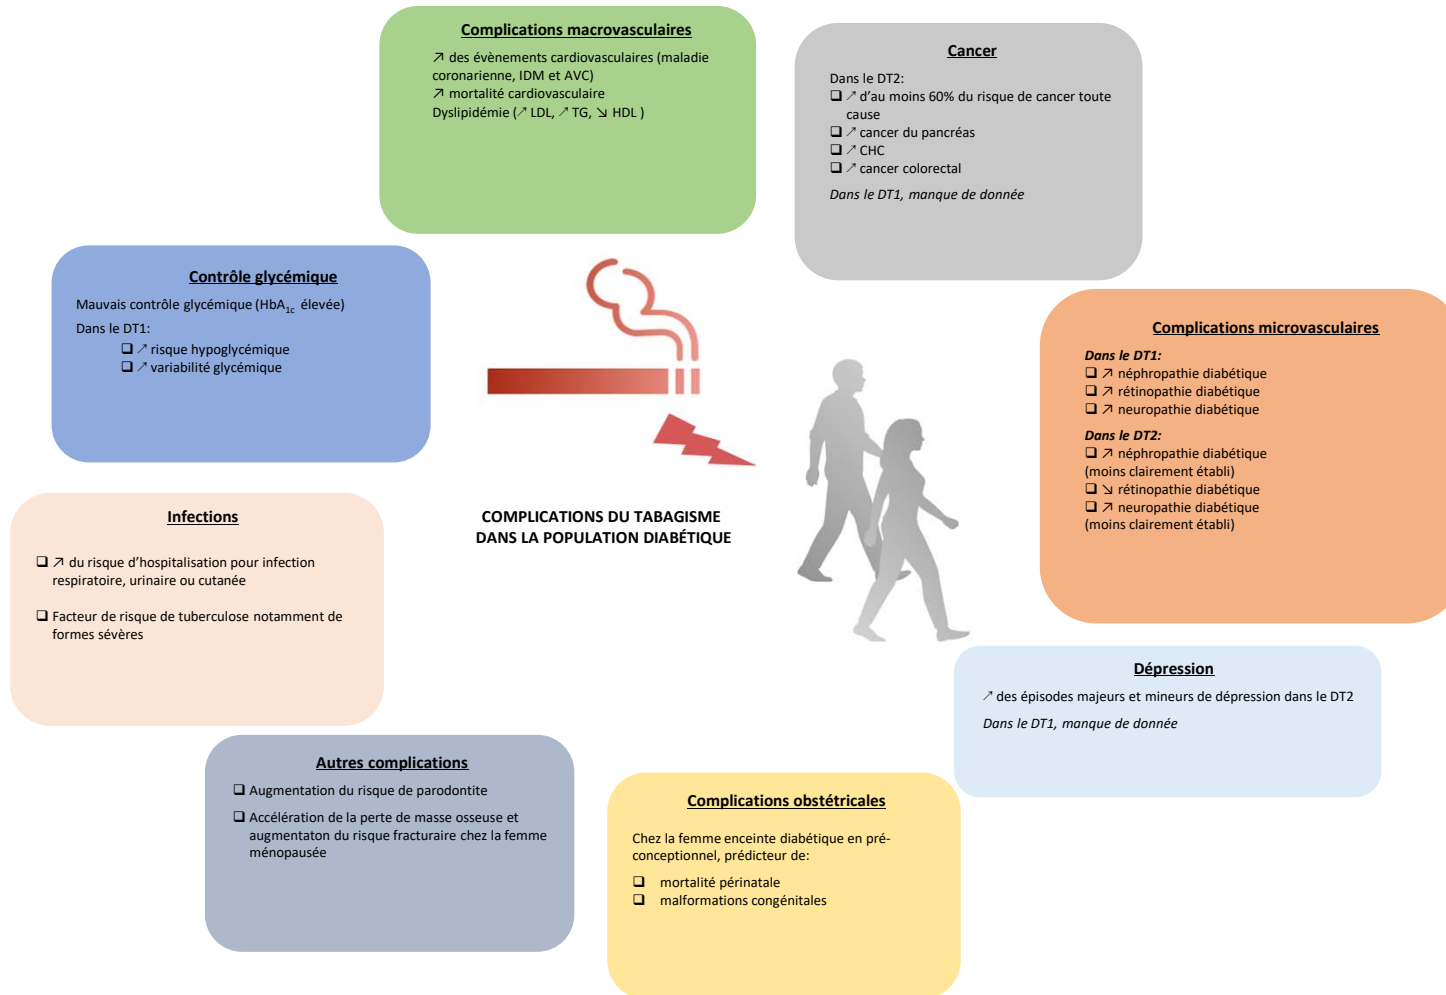 Complications macrovasculaires
↗ des évènements cardiovasculaires (maladie
coronarienne, IDM et AVC)
↗ mortalité cardiovasculaire
Dyslipidémie (↗ LDL, ↗ TG, ↘ HDL )
Cancer
Dans le DT2:
❑ ↗ d’au moins 60% du risque de cancer toute
cause
❑ ↗ cancer du pancréas
❑ ↗ CHC
❑ ↗ cancer colorectal
Dans le DT1, manque de donnée
Contrôle glycémique
Mauvais contrôle glycémique (HbA1c élevée)
Dans le DT1:
❑ ↗ risque hypoglycémique
❑ ↗ variabilité glycémique
Complications microvasculaires
Dans le DT1:
❑ ↗ néphropathie diabétique
❑ ↗ rétinopathie diabétique
❑ ↗ neuropathie diabétique
Dans le DT2:
❑ ↗ néphropathie diabétique
(moins clairement établi)
❑ ↘ rétinopathie diabétique
❑ ↗ neuropathie diabétique
(moins clairement établi)
COMPLICATIONS DU TABAGISME
DANS LA POPULATION DIABÉTIQUE
Infections
❑ ↗ du risque d’hospitalisation pour infection
respiratoire, urinaire ou cutanée
❑ Facteur de risque de tuberculose notamment de
formes sévères
Dépression
↗ des épisodes majeurs et mineurs de dépression dans le DT2
Dans le DT1, manque de donnée
Autres complications
❑ Augmentation du risque de parodontite
❑ Accélération de la perte de masse osseuse et
augmentaton du risque fracturaire chez la femme
ménopausée
Complications obstétricales
Chez la femme enceinte diabétique en pré-
conceptionnel, prédicteur de:
❑ mortalité périnatale
❑ malformations congénitales